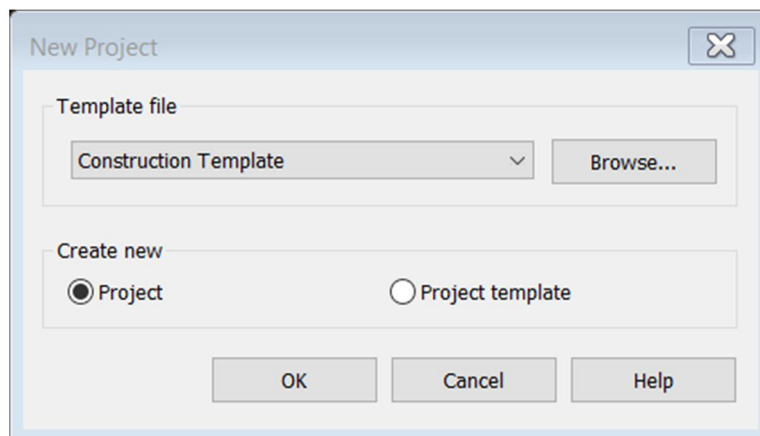 New Project
Template file
Construction Template
Browse...
Create new
Project
Project template
OK
Cancel
Help